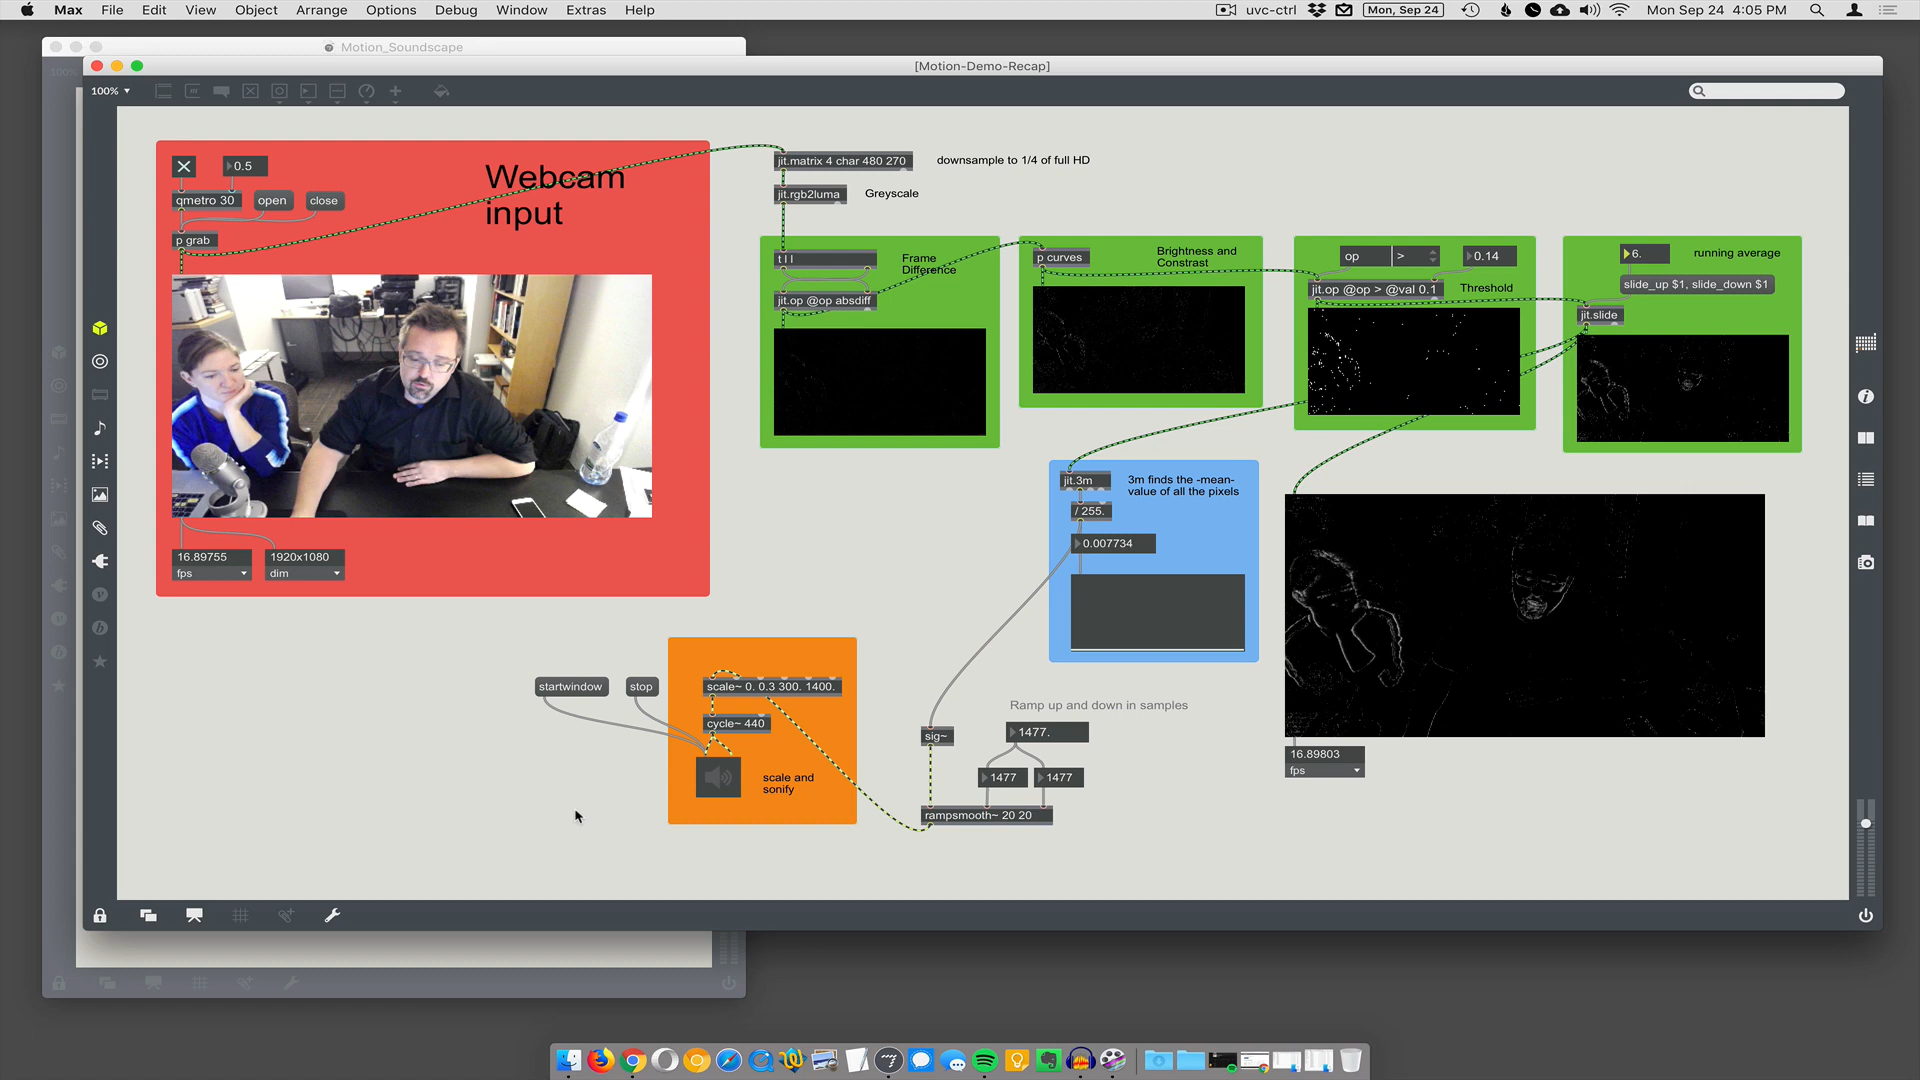 Max File Edit View Object Arrange Options Debug Window Extras Help
uvc-ctrl
Mon, Sep 24
Mon Sep 24 4:05 PM
Motion_Soundscape
[Motion-Demo-Recap]
100%
0.5
qmetro 30
open
close
p grab
Webcam
input
16.89755
fps
1920x1080
dim
jit.matrix 4 char 480 270
downsample to 1/4 of full HD
jit.rgb2luma
Greyscale
t l l
Frame
Difference
jit.op @op absdiff
p curves
Brightness and
Constrast
op
>
0.14
jit.op @op > @val 0.1
Threshold
6.
running average
slide_up $1, slide_down $1
jit.slide
jit.3m
3m finds the -mean-
value of all the pixels
/ 255.
0.007734
startwindow
stop
scale~ 0. 0.3 300. 1400.
cycle~ 440
scale and
sonify
Ramp up and down in samples
sig~
1477.
1477
1477
rampsmooth~ 20 20
16.89803
fps